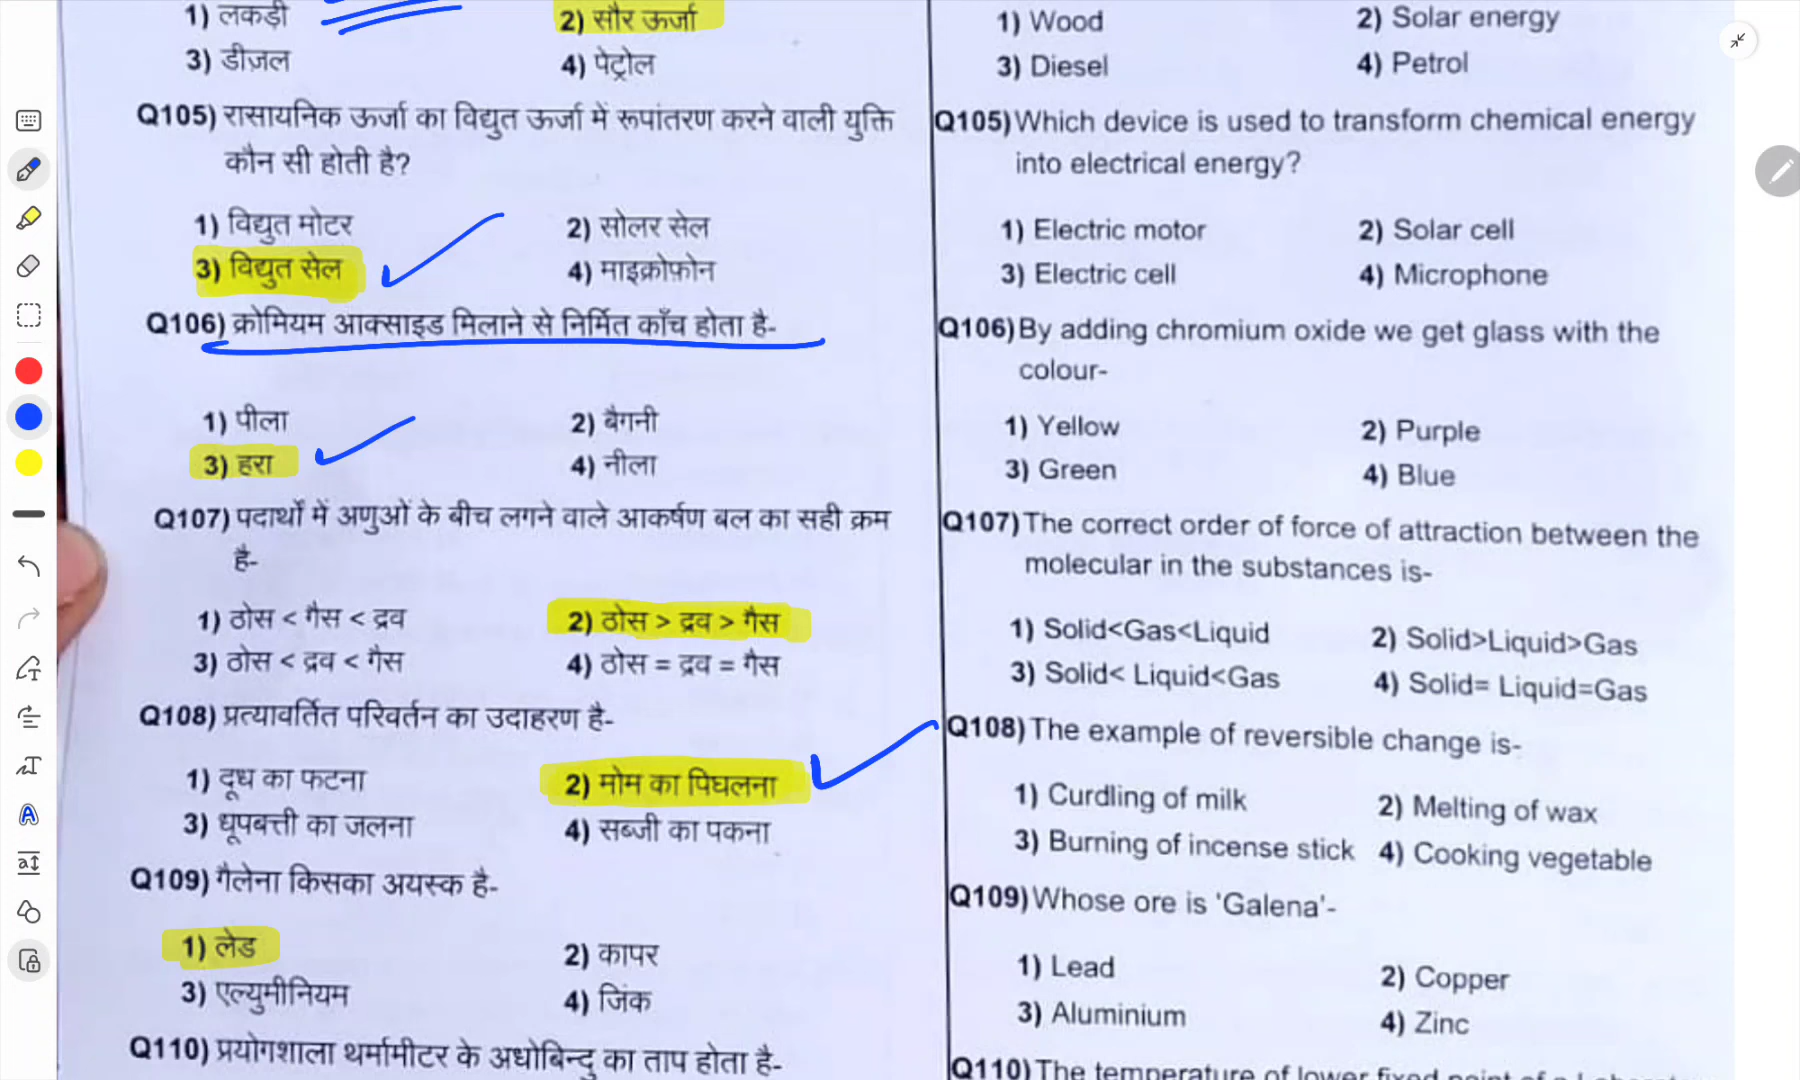 1) लकड़ी 2) सौर ऊर्जा
3) डीज़ल 4) पेट्रोल
Q105) रासायनिक ऊर्जा का विद्युत ऊर्जा में रूपांतरण करने वाली युक्ति
कौन सी होती है?
1) विद्युत मोटर 2) सोलर सेल
3) विद्युत सेल 4) माइक्रोफ़ोन
Q106) क्रोमियम आक्साइड मिलाने से निर्मित काँच होता है-
1) पीला 2) बैगनी
3) हरा 4) नीला
Q107) पदार्थों में अणुओं के बीच लगने वाले आकर्षण बल का सही क्रम
है-
1) ठोस < गैस < द्रव 2) ठोस > द्रव > गैस
3) ठोस < द्रव < गैस 4) ठोस = द्रव = गैस
Q108) प्रत्यावर्तित परिवर्तन का उदाहरण है-
1) दूध का फटना 2) मोम का पिघलना
3) धूपबत्ती का जलना 4) सब्जी का पकना
Q109) गैलेना किसका अयस्क है-
1) लेड 2) कापर
3) एल्युमीनियम 4) जिंक
Q110) प्रयोगशाला थर्मामीटर के अधोबिन्दु का ताप होता है-
1) Wood 2) Solar energy
3) Diesel 4) Petrol
Q105) Which device is used to transform chemical energy
into electrical energy?
1) Electric motor 2) Solar cell
3) Electric cell 4) Microphone
Q106) By adding chromium oxide we get glass with the
colour-
1) Yellow 2) Purple
3) Green 4) Blue
Q107) The correct order of force of attraction between the
molecular in the substances is-
1) Solid<Gas<Liquid 2) Solid>Liquid>Gas
3) Solid< Liquid<Gas 4) Solid= Liquid=Gas
Q108) The example of reversible change is-
1) Curdling of milk 2) Melting of wax
3) Burning of incense stick 4) Cooking vegetable
Q109) Whose ore is 'Galena'-
1) Lead 2) Copper
3) Aluminium 4) Zinc
Q110) The temperature of lower fixed point of a